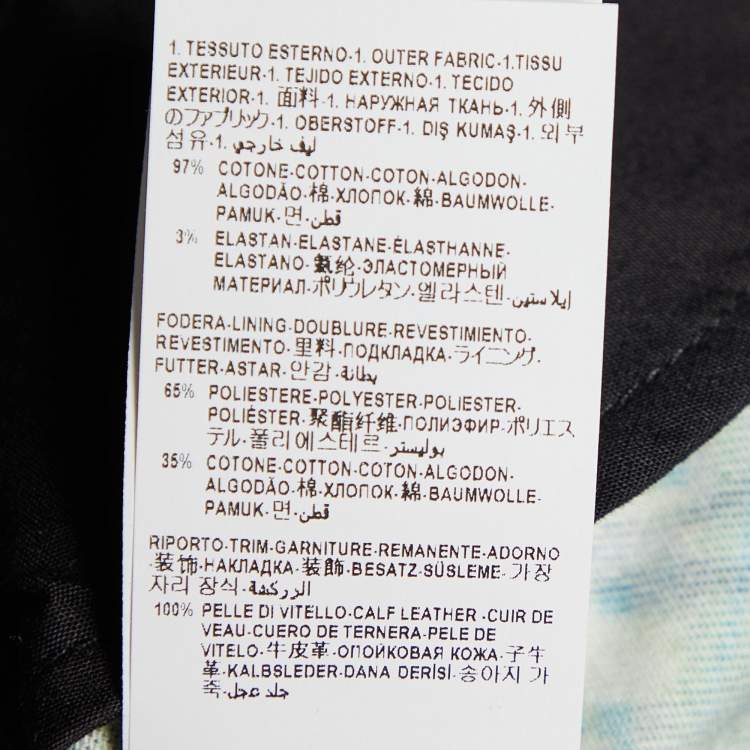 1. TESSUTO ESTERNO-1. OUTER FABRIC-1.TISSU
EXTERIEUR-1. TEJIDO EXTERNO-1. TECIDO
EXTERIOR-1. 面料-1. НАРУЖНАЯ ТКАНЬ-1. 外側
のファブリック-1. OBERSTOFF-1. DIŞ KUMAŞ-1. 외부
섬유-1. ليف خارجي
97% COTONE-COTTON-COTON-ALGODON-
ALGODÃO-棉-ХЛОПОК-綿-BAUMWOLLE-
PAMUK-면-قطن
3% ELASTAN-ELASTANE-ÉLASTHANNE-
ELASTANO-氨纶-ЭЛАСТОМЕРНЫЙ
МАТЕРИАЛ-ポリウレタン-엘라스텐-إيلاستين
FODERA-LINING-DOUBLURE-REVESTIMIENTO-
REVESTIMENTO-里料-ПОДКЛАДКА-ライニング-
FUTTER-ASTAR-안감-بطانة
65% POLIESTERE-POLYESTER-POLIESTER-
POLIÉSTER-聚酯纤维-ПОЛИЭФИР-ポリエス
テル-폴리에스테르-بوليستر
35% COTONE-COTTON-COTON-ALGODON-
ALGODÃO-棉-ХЛОПОК-綿-BAUMWOLLE-
PAMUK-면-قطن
RIPORTO-TRIM-GARNITURE-REMANENTE-ADORNO
-装饰-НАКЛАДКА-装飾-BESATZ-SÜSLEME-가장
자리 장식-الزركشة
100% PELLE DI VITELLO-CALF LEATHER-CUIR DE
VEAU-CUERO DE TERNERA-PELE DE
VITELO-牛皮革-ОПОЙКОВАЯ КОЖА-子牛
革-KALBSLEDER-DANA DERİSİ-송아지 가
죽-جلد عجل